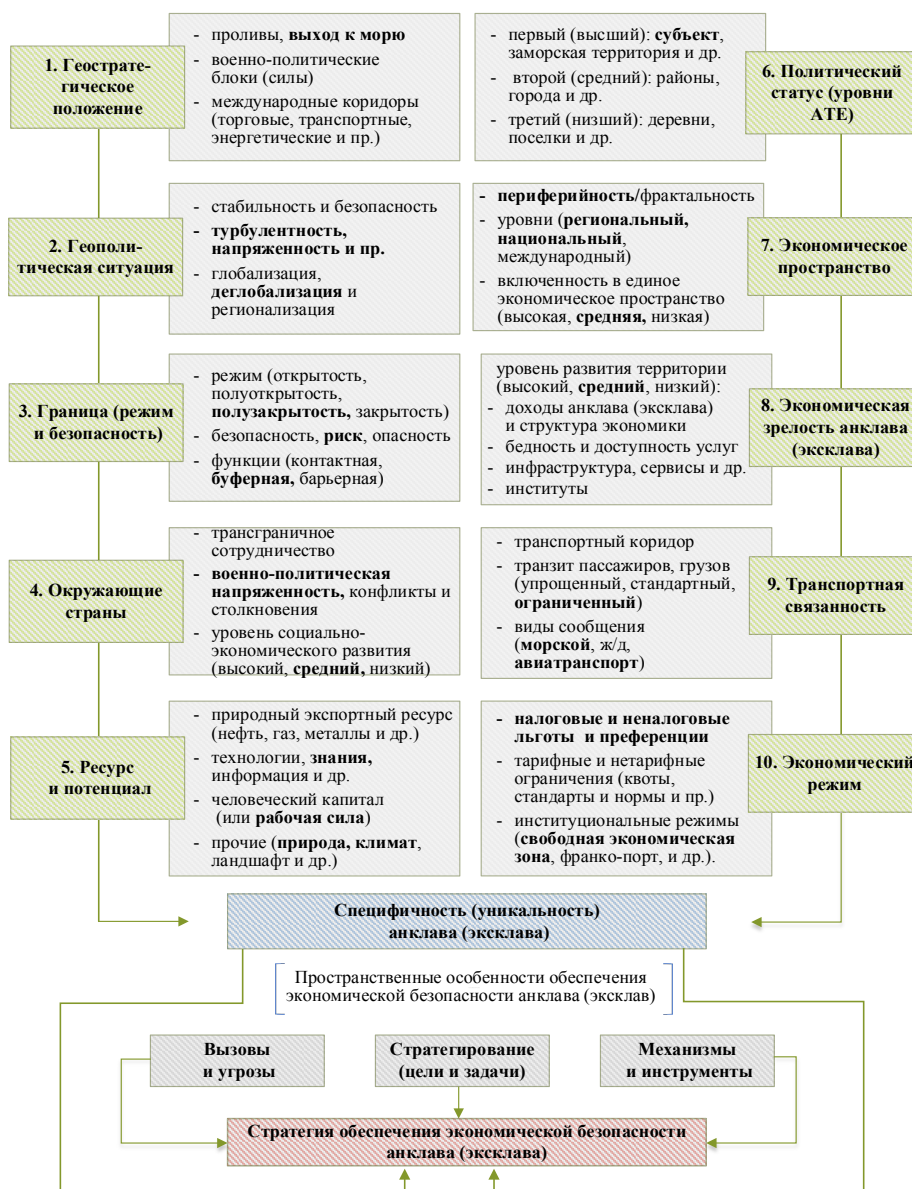 1. Геострате-
гическое
положение
- проливы, выход к морю
- военно-политические
блоки (силы)
- международные коридоры
(торговые, транспортные,
энергетические и пр.)
- первый (высший): субъект,
заморская территория и др.
- второй (средний): районы,
города и др.
- третий (низший): деревни,
поселки и др.
6. Политический
статус (уровни
АТЕ)
2. Геополи-
тическая ситуация
- стабильность и безопасность
- турбулентность,
напряженность и пр.
- глобализация,
деглобализация и
регионализация
- периферийность/фрактальность
- уровни (региональный,
национальный,
международный)
- включенность в единое
экономическое пространство
(высокая, средняя, низкая)
7. Экономическое
пространство
3. Граница (режим
и безопасность)
- режим (открытость,
полуоткрытость,
полузакрытость, закрытость)
- безопасность, риск, опасность
- функции (контактная,
буферная, барьерная)
уровень развития территории
(высокий, средний, низкий):
- доходы анклава (эксклава)
и структура экономики
- бедность и доступность услуг
- инфраструктура, сервисы и др.
- институты
8. Экономическая
зрелость анклава
(эксклава)
4. Окружающие
страны
- трансграничное
сотрудничество
- военно-политическая
напряженность, конфликты и
столкновения
- уровень социально-
экономического развития
(высокий, средний, низкий)
- транспортный коридор
- транзит пассажиров, грузов
(упрощенный, стандартный,
ограниченный)
- виды сообщения
(морской, ж/д,
авиатранспорт)
9. Транспортная
связанность
5. Ресурс
и потенциал
- природный экспортный ресурс
(нефть, газ, металлы и др.)
- технологии, знания,
информация и др.
- человеческий капитал
(или рабочая сила)
- прочие (природа, климат,
ландшафт и др.)
- налоговые и неналоговые
льготы и преференции
- тарифные и нетарифные
ограничения (квоты,
стандарты и нормы и пр.)
- институциональные режимы
(свободная экономическая
зона, франко-порт, и др.).
10. Экономический
режим
Специфичность (уникальность)
анклава (эксклава)
Пространственные особенности обеспечения
экономической безопасности анклава (эксклав)
Вызовы
и угрозы
Стратегирование
(цели и задачи)
Механизмы
и инструменты
Стратегия обеспечения экономической безопасности
анклава (эксклава)